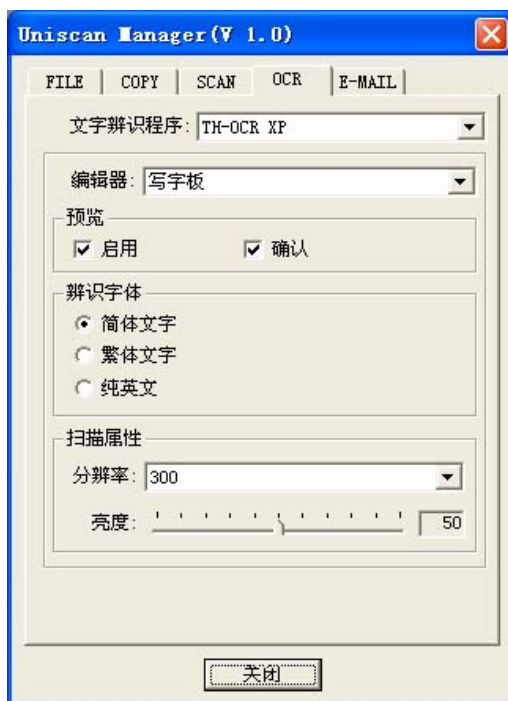 Uniscan Manager(V 1.0)
FILE COPY SCAN OCR E-MAIL
文字辨识程序: TH-OCR XP
编辑器: 写字板
预览
启用 确认
辨识字体
简体文字
繁体文字
纯英文
扫描属性
分辨率: 300
亮度: 50
关闭